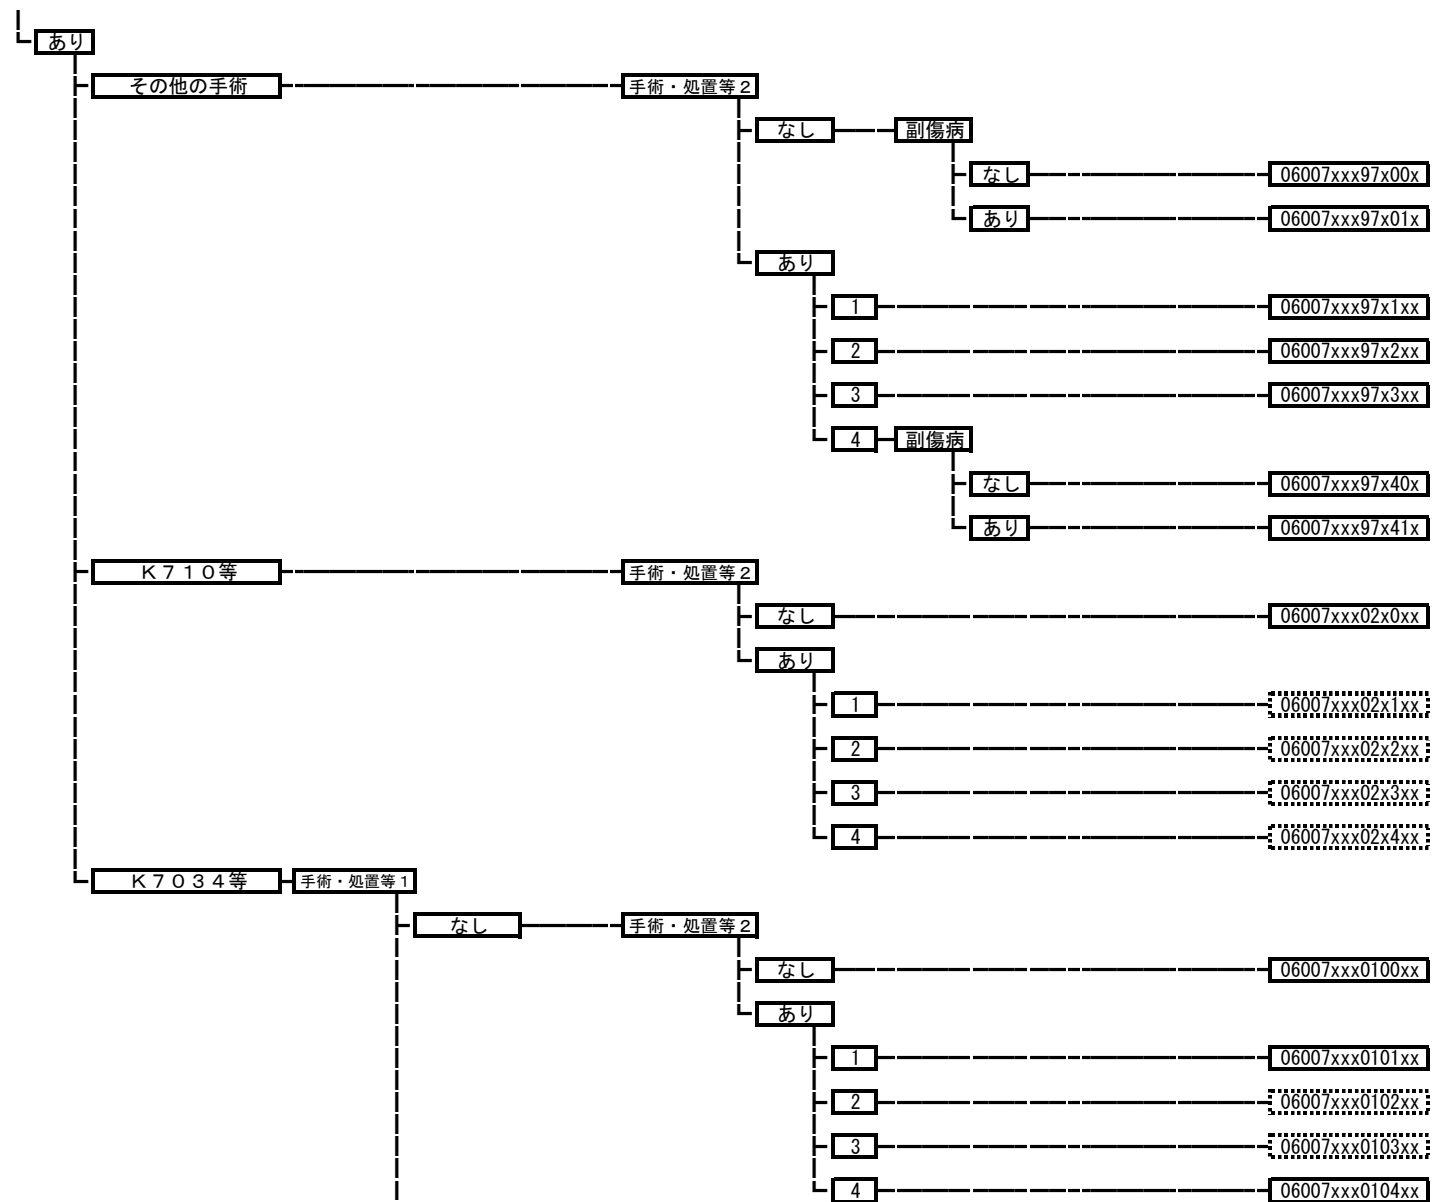 あり
その他の手術 手術・処置等2
なし 副傷病
なし 06007xxx97x00x
あり 06007xxx97x01x
あり
1 06007xxx97x1xx
2 06007xxx97x2xx
3 06007xxx97x3xx
4 副傷病
なし 06007xxx97x40x
あり 06007xxx97x41x
K710等 手術・処置等2
なし 06007xxx02x0xx
あり
1 06007xxx02x1xx
2 06007xxx02x2xx
3 06007xxx02x3xx
4 06007xxx02x4xx
K7034等 手術・処置等1
なし 手術・処置等2
なし 06007xxx0100xx
あり
1 06007xxx0101xx
2 06007xxx0102xx
3 06007xxx0103xx
4 06007xxx0104xx